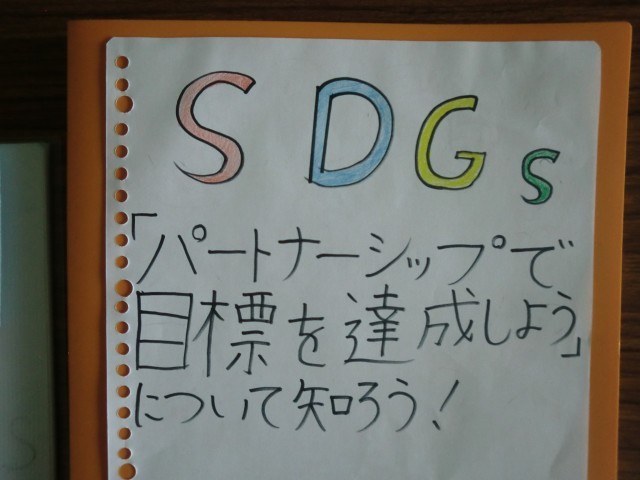 SDGs
「パートナーシップで
目標を達成しよう」
について知ろう!